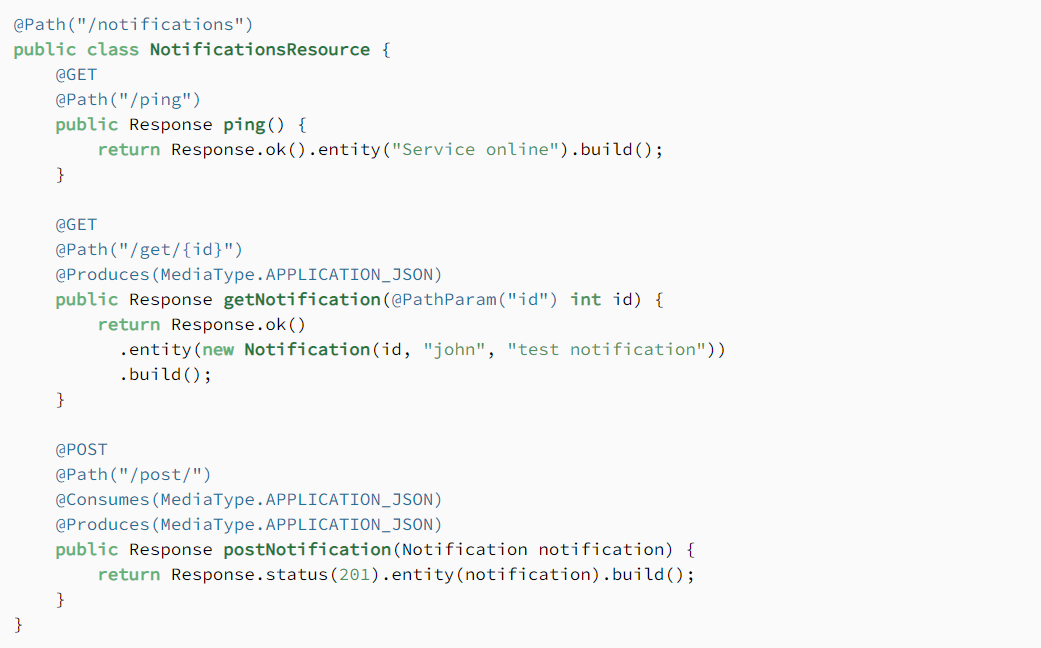 @Path("/notifications")
public class NotificationsResource {
    @GET
    @Path("/ping")
    public Response ping() {
        return Response.ok().entity("Service online").build();
    }

    @GET
    @Path("/get/{id}")
    @Produces(MediaType.APPLICATION_JSON)
    public Response getNotification(@PathParam("id") int id) {
        return Response.ok()
          .entity(new Notification(id, "john", "test notification"))
          .build();
    }

    @POST
    @Path("/post/")
    @Consumes(MediaType.APPLICATION_JSON)
    @Produces(MediaType.APPLICATION_JSON)
    public Response postNotification(Notification notification) {
        return Response.status(201).entity(notification).build();
    }
}